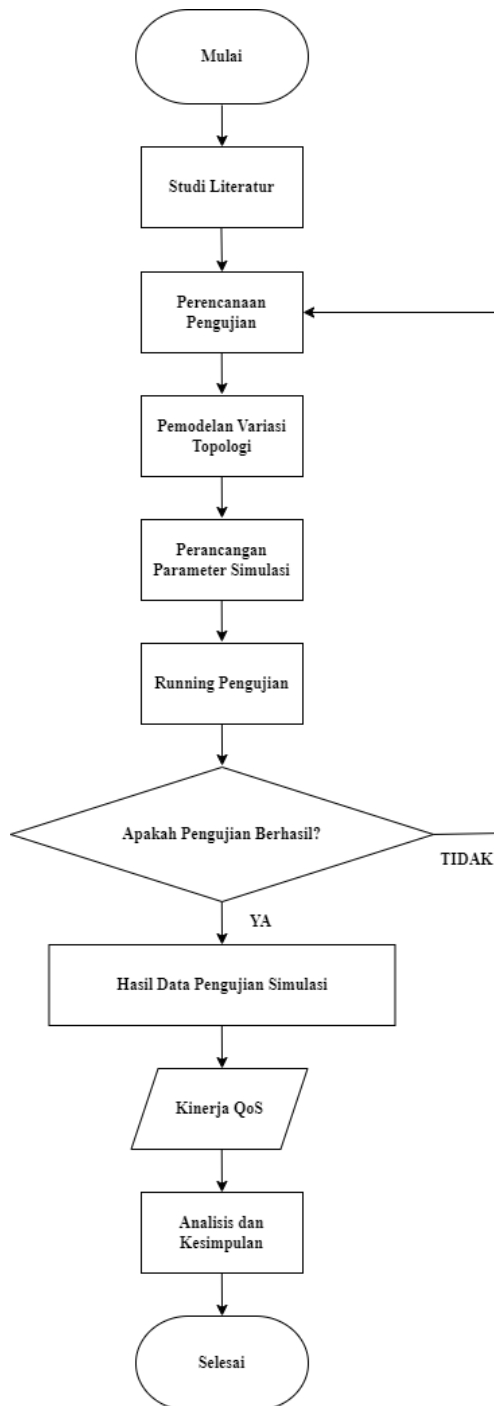 Mulai
Studi Literatur
Perencanaan
Pengujian
Pemodelan Variasi
Topologi
Perancangan
Parameter Simulasi
Running Pengujian
Apakah Pengujian Berhasil?
TIDAK
YA
Hasil Data Pengujian Simulasi
Kinerja QoS
Analisis dan
Kesimpulan
Selesai